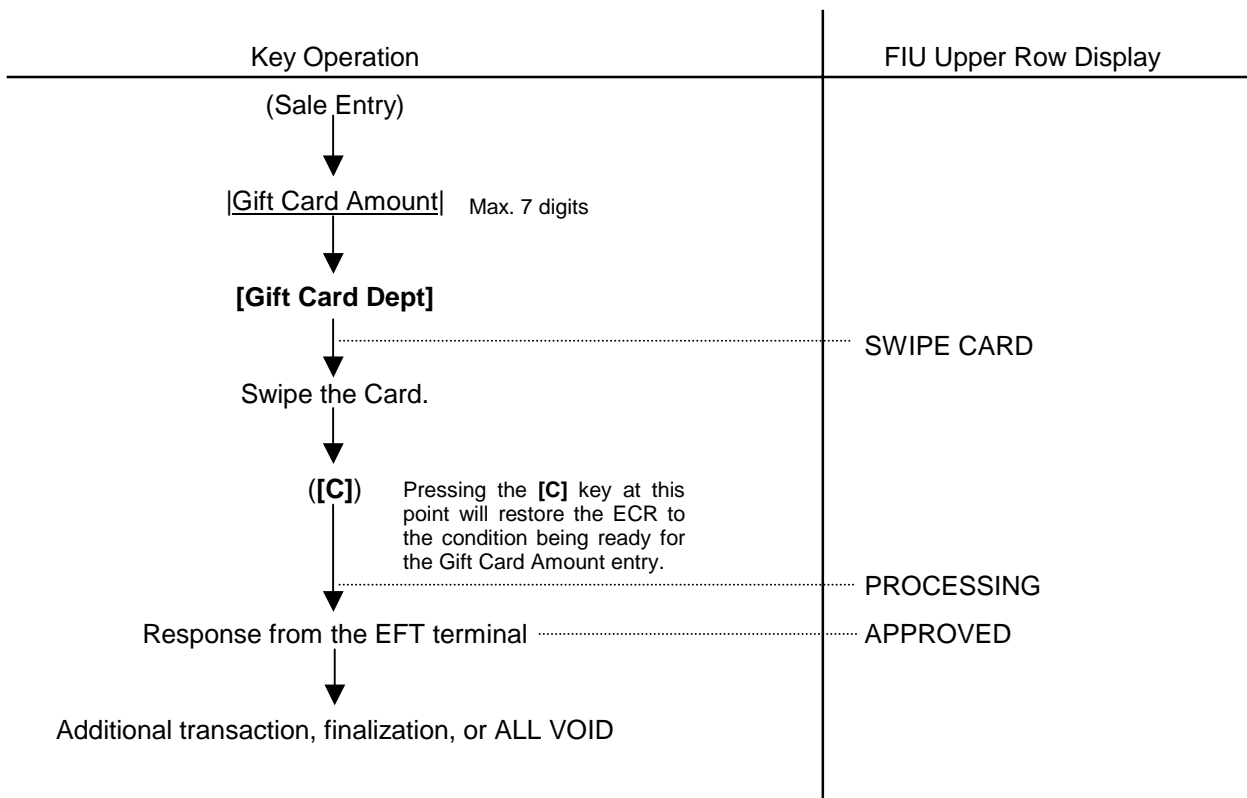 Key Operation FIU Upper Row Display
(Sale Entry)
|Gift Card Amount| Max. 7 digits
[Gift Card Dept]
SWIPE CARD
Swipe the Card.
([C]) Pressing the [C] key at this
point will restore the ECR to
the condition being ready for
the Gift Card Amount entry.
PROCESSING
Response from the EFT terminal APPROVED
Additional transaction, finalization, or ALL VOID